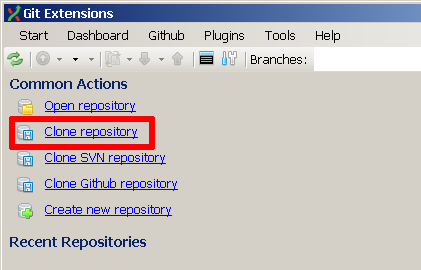 Git Extensions
Start Dashboard Github Plugins Tools Help
Branches:
Common Actions
Open repository
Clone repository
Clone SVN repository
Clone Github repository
Create new repository
Recent Repositories